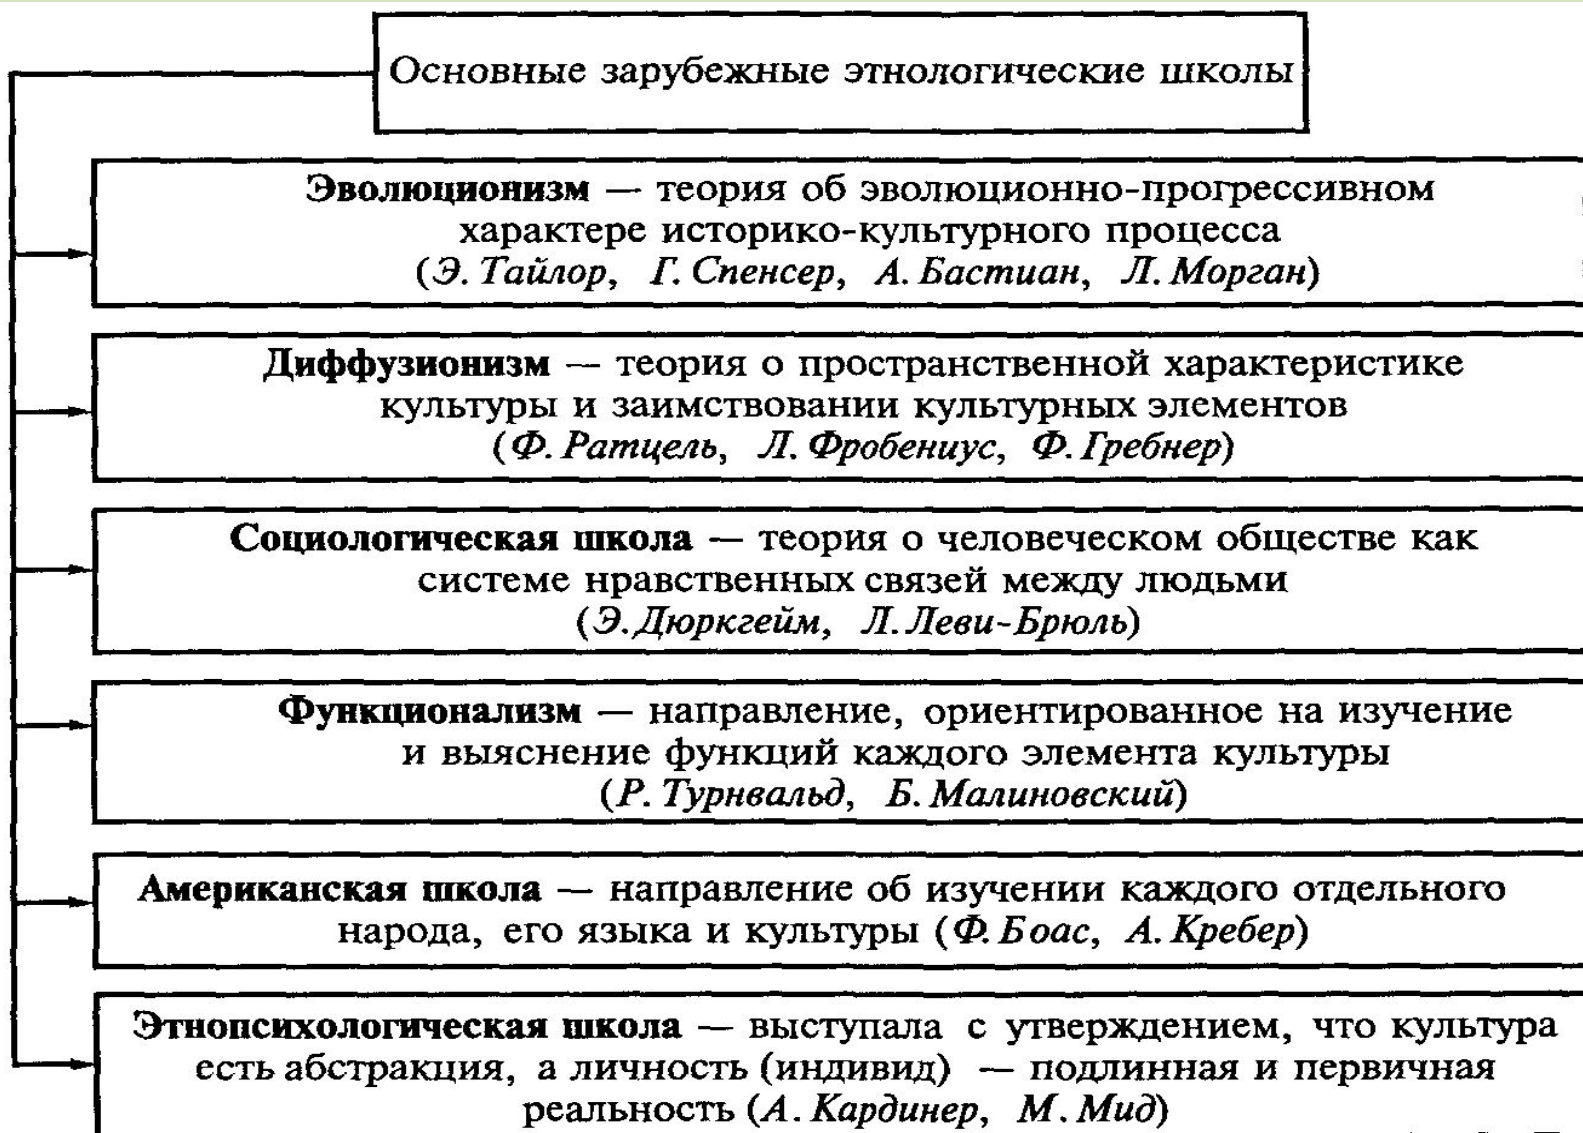 Основные зарубежные этнологические школы
Эволюционизм — теория об эволюционно-прогрессивном
характере историко-культурного процесса
(Э. Тайлор, Г. Спенсер, А. Бастиан, Л. Морган)
Диффузионизм — теория о пространственной характеристике
культуры и заимствовании культурных элементов
(Ф. Ратцель, Л. Фробениус, Ф. Гребнер)
Социологическая школа — теория о человеческом обществе как
системе нравственных связей между людьми
(Э. Дюркгейм, Л. Леви-Брюль)
Функционализм — направление, ориентированное на изучение
и выяснение функций каждого элемента культуры
(Р. Турнвальд, Б. Малиновский)
Американская школа — направление об изучении каждого отдельного
народа, его языка и культуры (Ф. Боас, А. Кребер)
Этнопсихологическая школа — выступала с утверждением, что культура
есть абстракция, а личность (индивид) — подлинная и первичная
реальность (А. Кардинер, М. Мид)